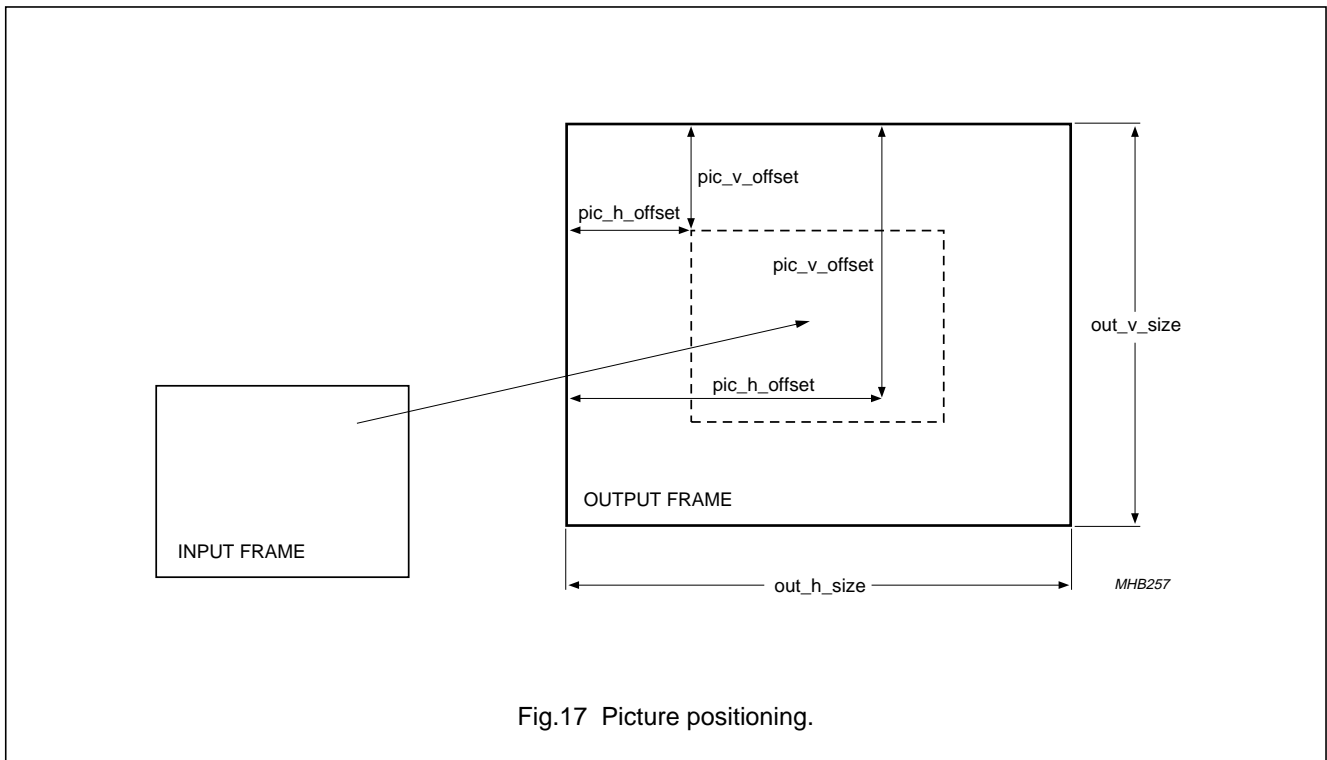 pic_v_offset
pic_h_offset
pic_v_offset
out_v_size
pic_h_offset
OUTPUT FRAME
INPUT FRAME
out_h_size
MHB257
Fig.17 Picture positioning.